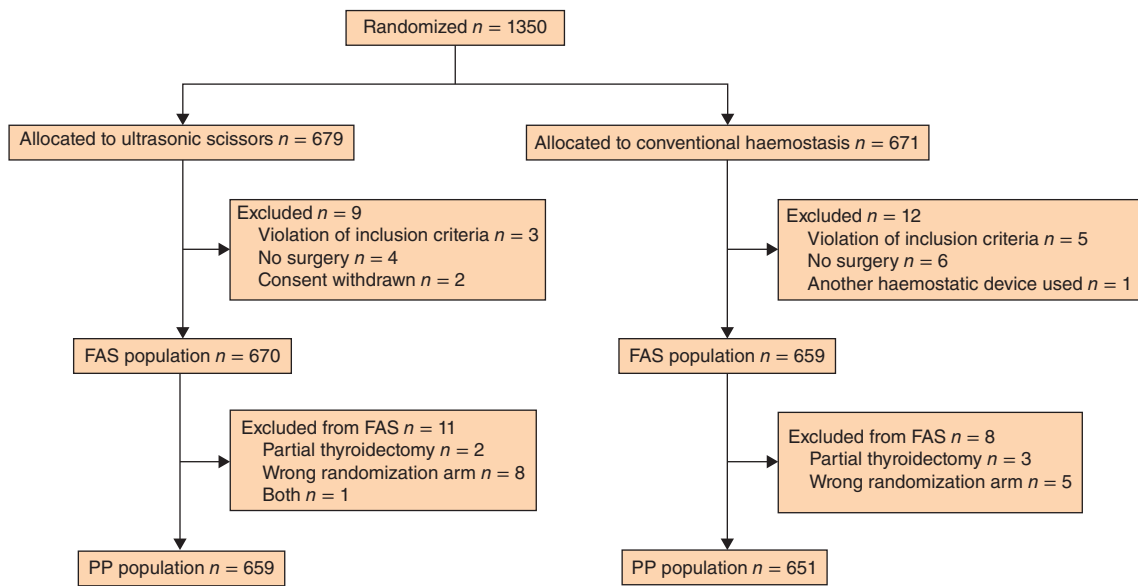 Randomized n = 1350
Allocated to ultrasonic scissors n = 679
Allocated to conventional haemostasis n = 671
Excluded n = 9
Violation of inclusion criteria n = 3
No surgery n = 4
Consent withdrawn n = 2
Excluded n = 12
Violation of inclusion criteria n = 5
No surgery n = 6
Another haemostatic device used n = 1
FAS population n = 670
FAS population n = 659
Excluded from FAS n = 11
Partial thyroidectomy n = 2
Wrong randomization arm n = 8
Both n = 1
Excluded from FAS n = 8
Partial thyroidectomy n = 3
Wrong randomization arm n = 5
PP population n = 659
PP population n = 651